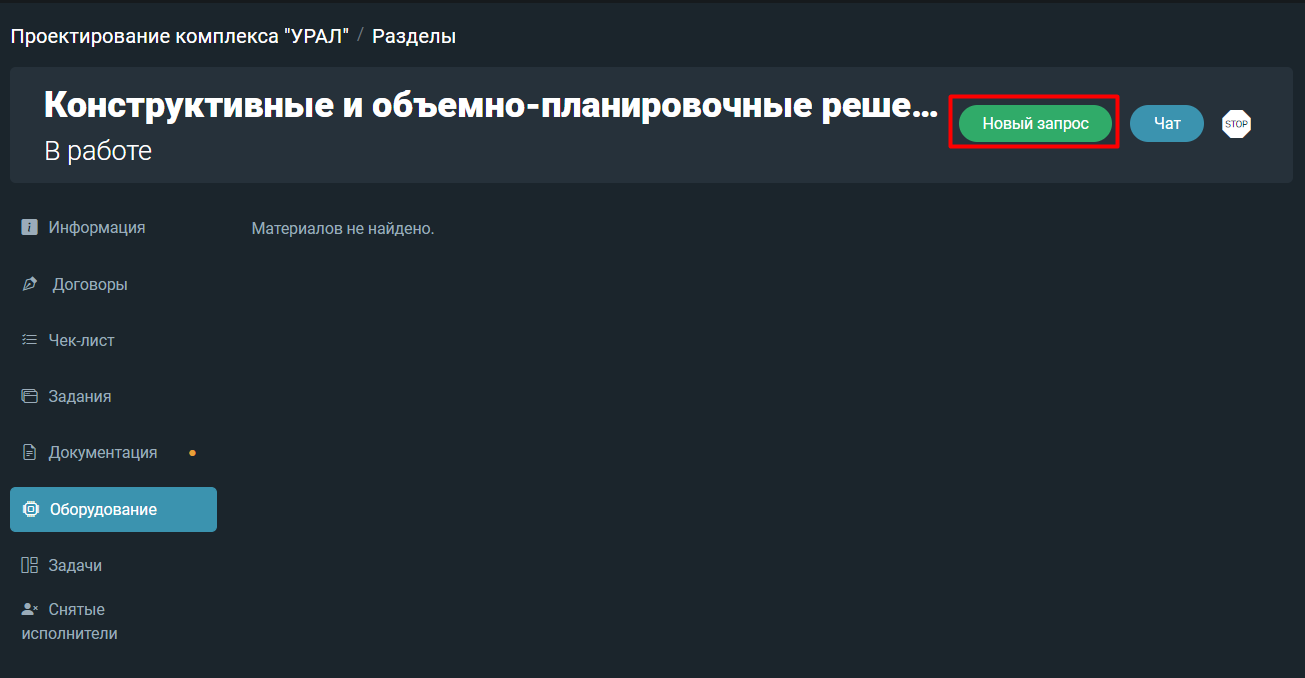 Проектирование комплекса "УРАЛ" / Разделы
Конструктивные и объемно-планировочные реше...
В работе
Новый запрос
Чат
STOP
Информация
Материалов не найдено.
Договоры
Чек-лист
Задания
Документация
Оборудование
Задачи
Снятые
исполнители